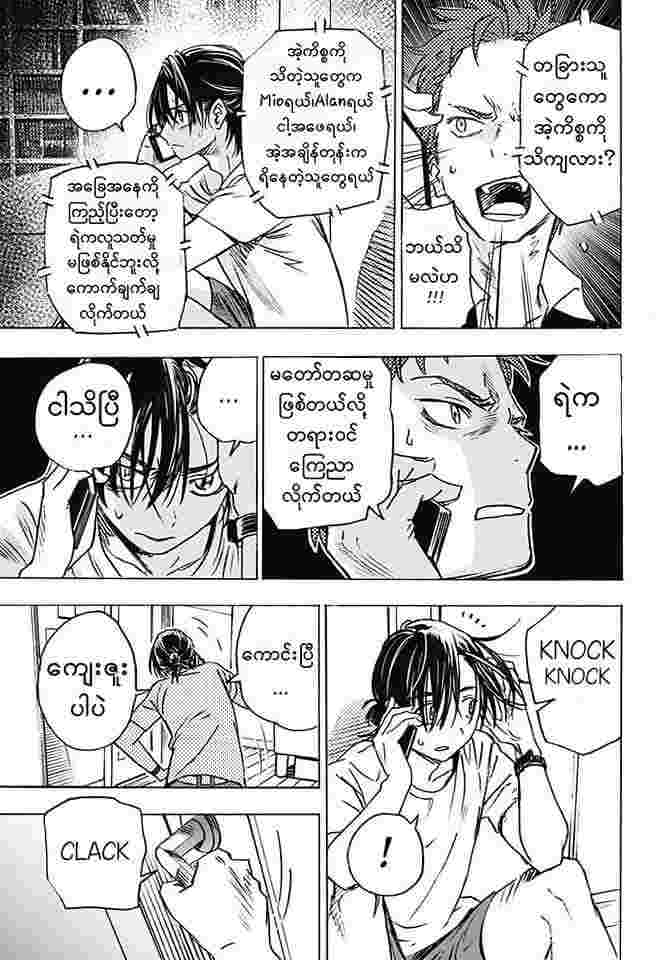 တခြားသူ
တွေကော
အဲ့ကိစ္စကို
သိကျလား?
ဘယ်သိ
မလဲဟ
!!!
အဲ့ကိစ္စကို
သိတဲ့သူတွေက
Mioရယ်၊Alanရယ်
ငါ့အဖေရယ်၊
အဲ့အချိန်တုန်းက
ရှိနေတဲ့သူတွေရယ်
...
အခြေအနေကို
ကြည့်ပြီးတော့
ရဲကလူသတ်မှု
မဖြစ်နိုင်ဘူးလို့
ကောက်ချက်ချ
လိုက်တယ်
ရဲက
...
မတော်တဆမှု
ဖြစ်တယ်လို့
တရားဝင်
ကြေညာ
လိုက်တယ်
...
ငါသိပြီ
...
KNOCK
KNOCK
....
!
ကောင်းပြီ
...
ကျေးဇူး
ပါပဲ
CLACK